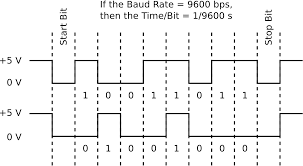 If the Baud Rate = 9600 bps,
then the Time/Bit = 1/9600 s
Start Bit
Stop Bit
+5 V
0 V
1 0 0 1 1 0 1 1
+5 V
0 V
0 1 0 0 1 0 0 0